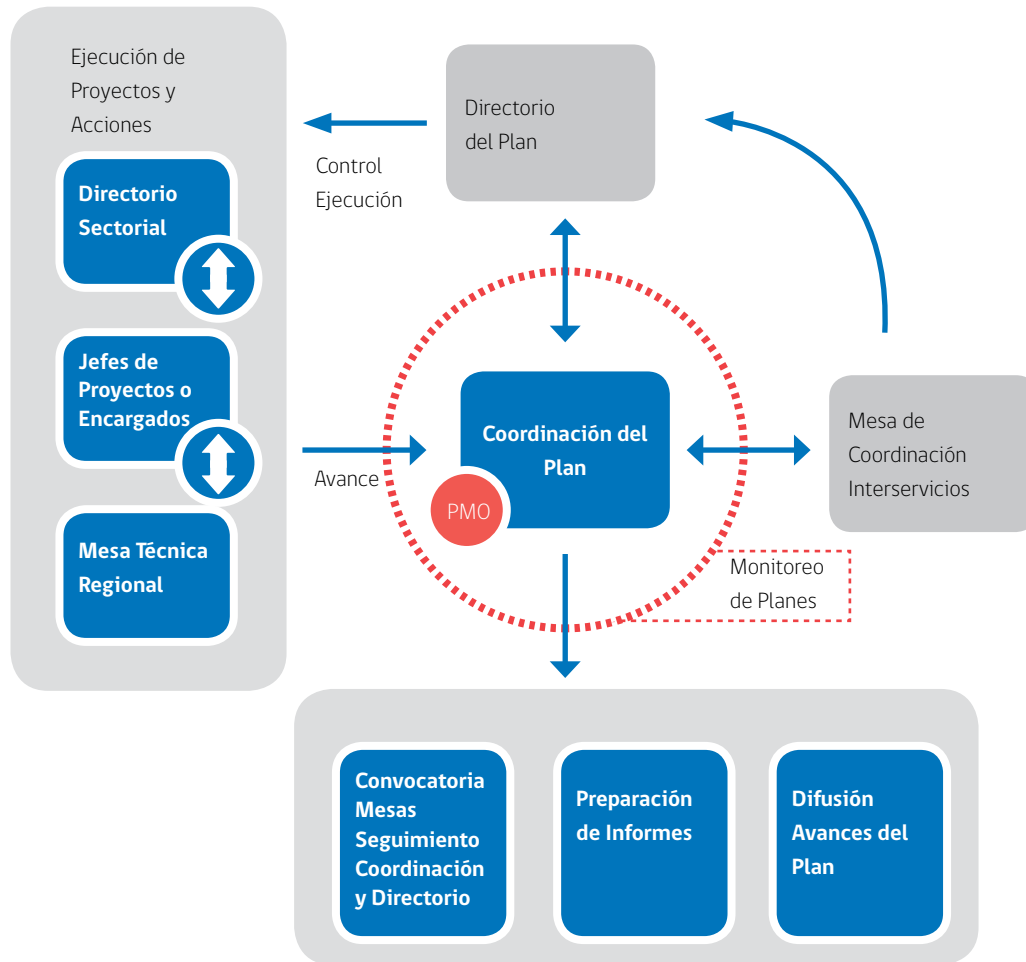 Ejecución de
Proyectos y
Acciones
Directorio
Sectorial
Jefes de
Proyectos o
Encargados
Mesa Técnica
Regional
Control
Ejecución
Avance
Directorio
del Plan
Coordinación del
Plan
PMO
Mesa de
Coordinación
Interservicios
Monitoreo
de Planes
Convocatoria
Mesas
Seguimiento
Coordinación
y Directorio
Preparación
de Informes
Difusión
Avances del
Plan